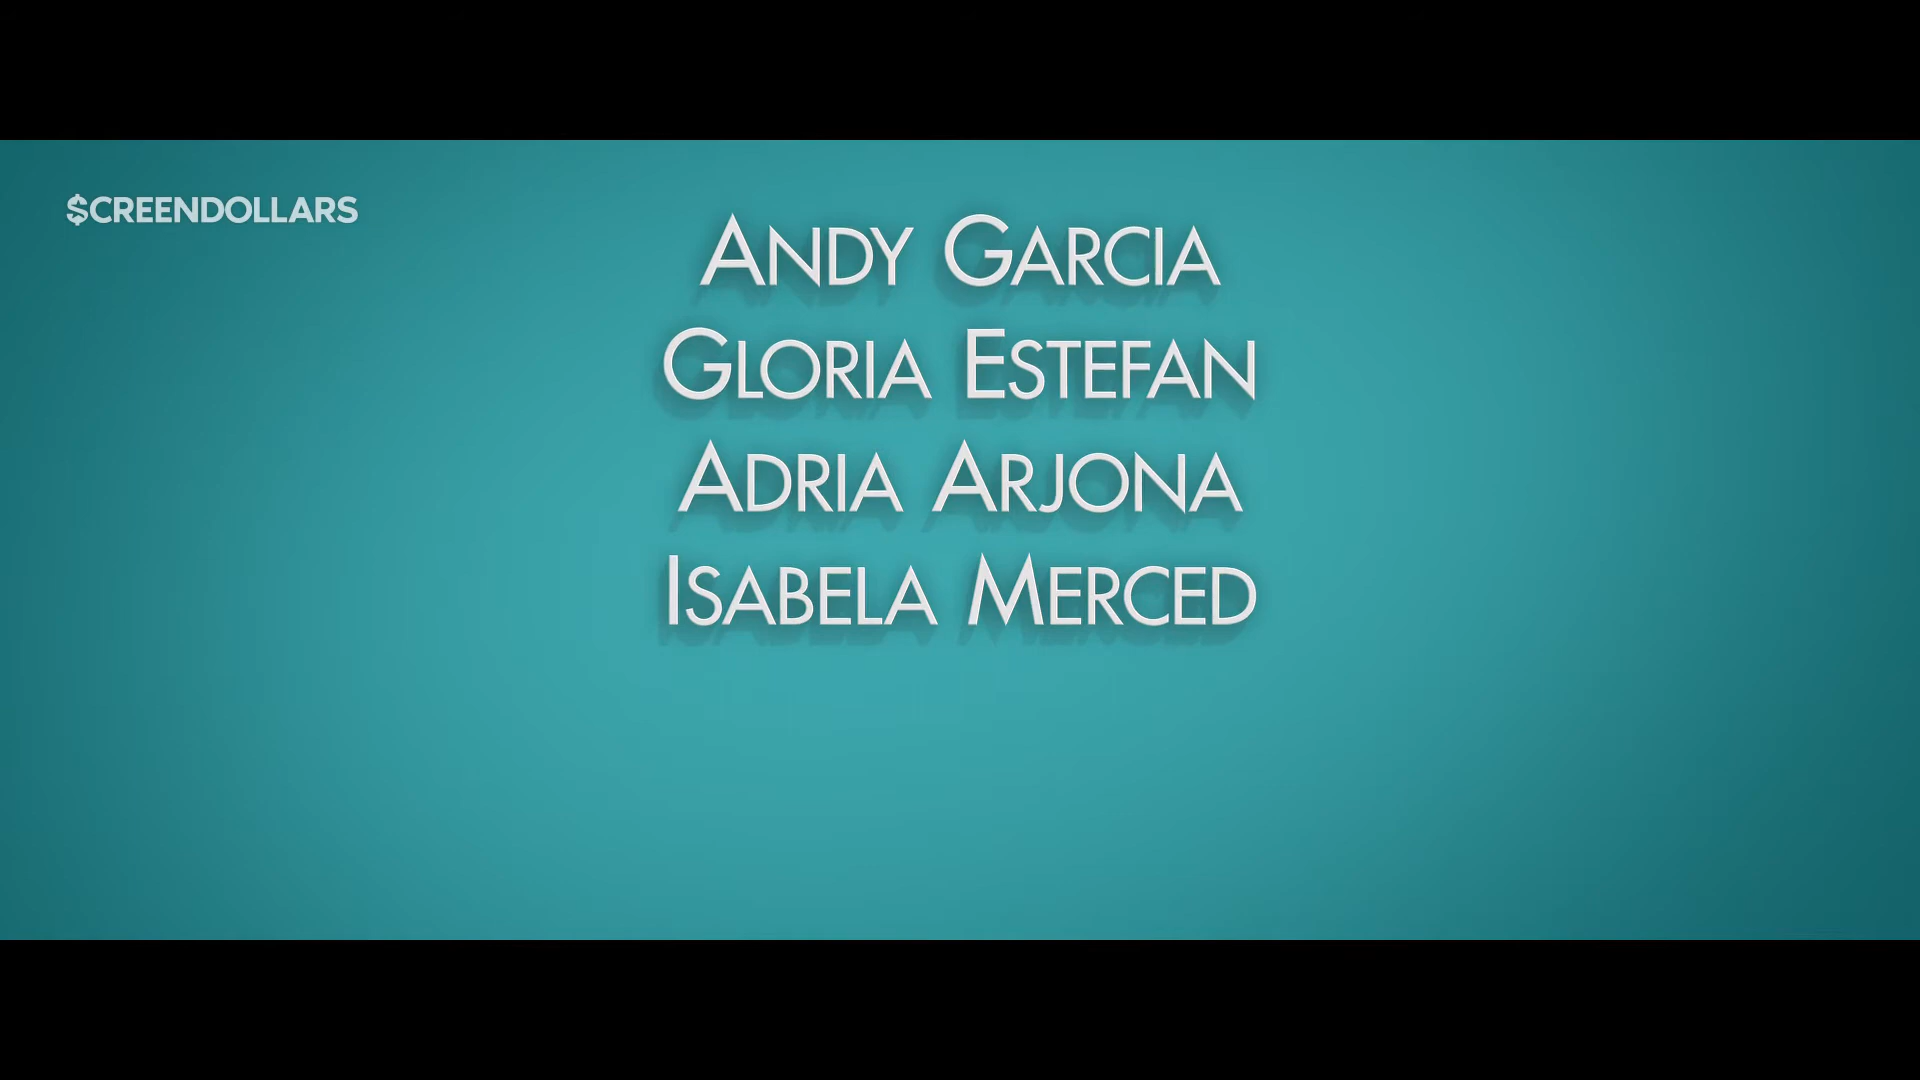 $CREENDOLLARS
ANDY GARCIA
GLORIA ESTEFAN
ADRIA ARJONA
ISABELA MERCED